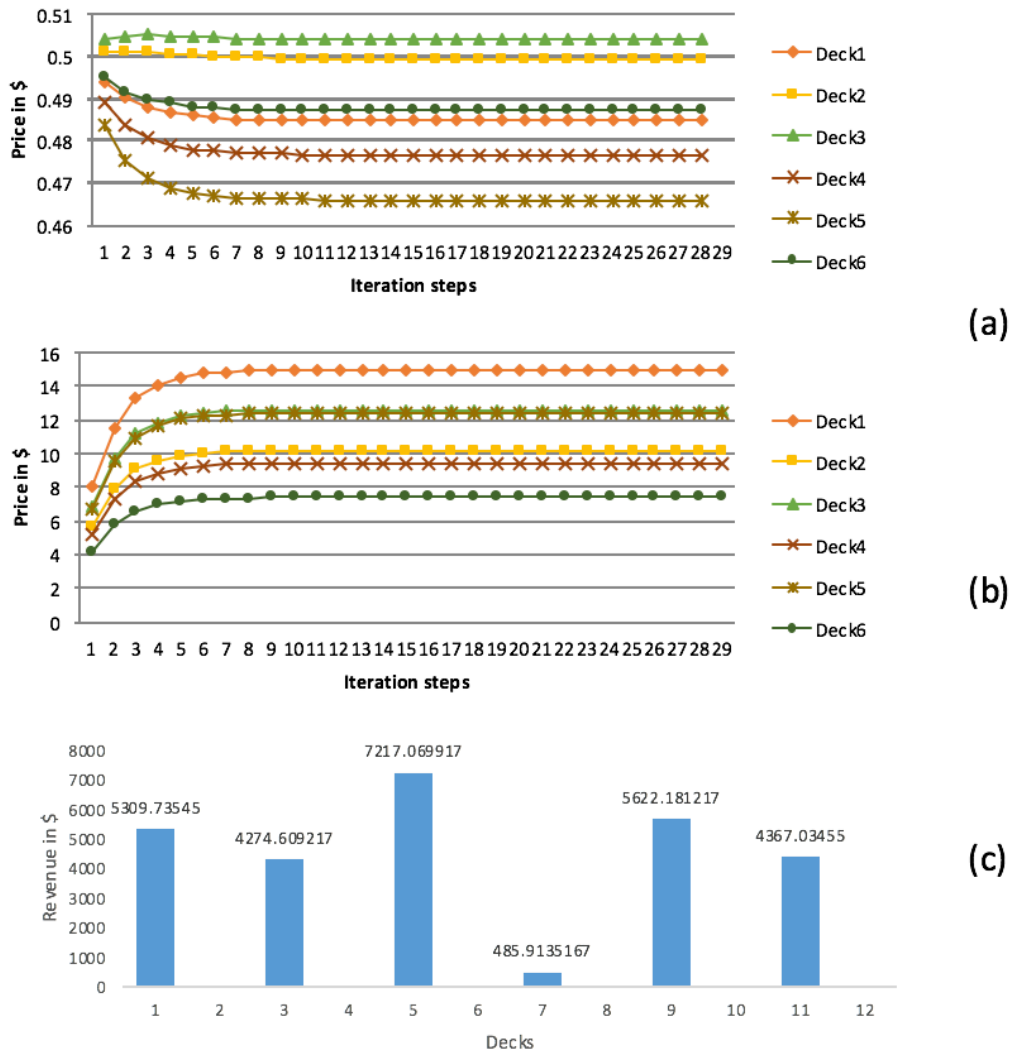 0.51
0.5
0.49
0.48
0.47
0.46
Price in $
1 2 3 4 5 6 7 8 9 10 11 12 13 14 15 16 17 18 19 20 21 22 23 24 25 26 27 28 29
Iteration steps
Deck1
Deck2
Deck3
Deck4
Deck5
Deck6
(a)
16
14
12
10
8
6
4
2
0
Price in $
1 2 3 4 5 6 7 8 9 10 11 12 13 14 15 16 17 18 19 20 21 22 23 24 25 26 27 28 29
Iteration steps
Deck1
Deck2
Deck3
Deck4
Deck5
Deck6
(b)
8000
7000
6000
5000
4000
3000
2000
1000
0
Revenue in $
5309.73545
4274.609217
7217.069917
485.9135167
5622.181217
4367.03455
1 2 3 4 5 6 7 8 9 10 11 12
Decks
(c)